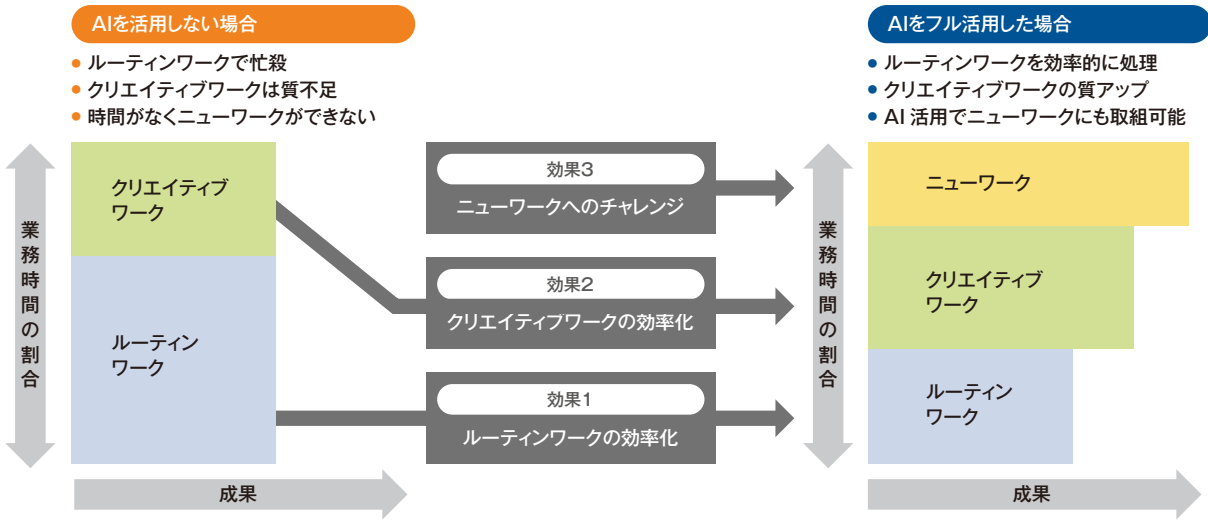 AIを活用しない場合
• ルーティンワークで忙殺
• クリエイティブワークは質不足
• 時間がなくニューワークができない
業務時間の割合
クリエイティブ
ワーク
ルーティン
ワーク
成果
効果3
ニューワークへのチャレンジ
効果2
クリエイティブワークの効率化
効果1
ルーティンワークの効率化
AIをフル活用した場合
• ルーティンワークを効率的に処理
• クリエイティブワークの質アップ
• AI 活用でニューワークにも取組可能
業務時間の割合
ニューワーク
クリエイティブ
ワーク
ルーティン
ワーク
成果